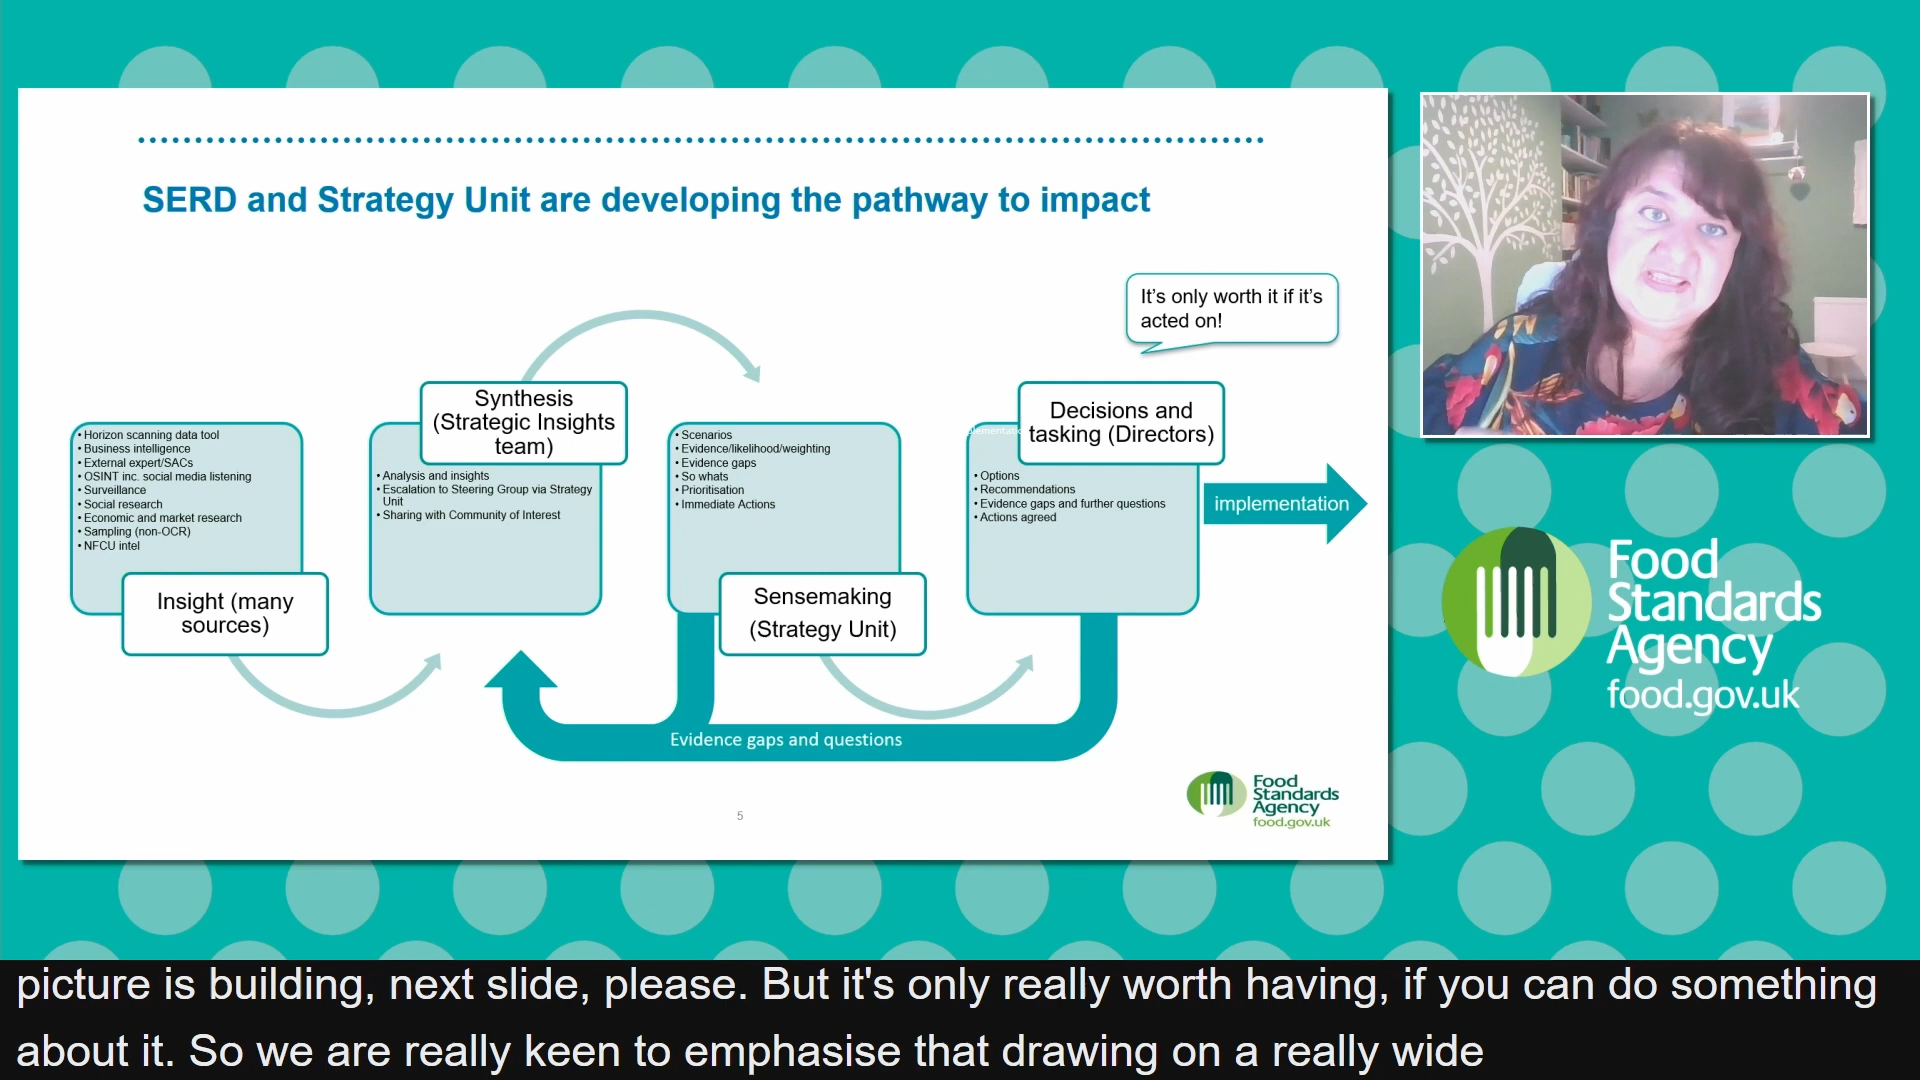 SERD and Strategy Unit are developing the pathway to impact
It's only worth it if it's
acted on!
• Horizon scanning data tool
• Business intelligence
• External expert/SACs
• OSINT inc. social media listening
• Surveillance
• Social research
• Economic and market research
• Sampling (non-OCR)
• NFCU intel
Insight (many
sources)
Synthesis
(Strategic Insights
team)
• Analysis and insights
• Escalation to Steering Group via Strategy
Unit
• Sharing with Community of Interest
• Scenarios
• Evidence/likelihood/weighting
• Evidence gaps
• So whats
• Prioritisation
• Immediate Actions
Sensemaking
(Strategy Unit)
Decisions and
tasking (Directors)
• Options
• Recommendations
• Evidence gaps and further questions
• Actions agreed
implementation
Evidence gaps and questions
Food
Standards
Agency
food.gov.uk
5
Food
Standards
Agency
food.gov.uk
picture is building, next slide, please. But it's only really worth having, if you can do something
about it. So we are really keen to emphasise that drawing on a really wide